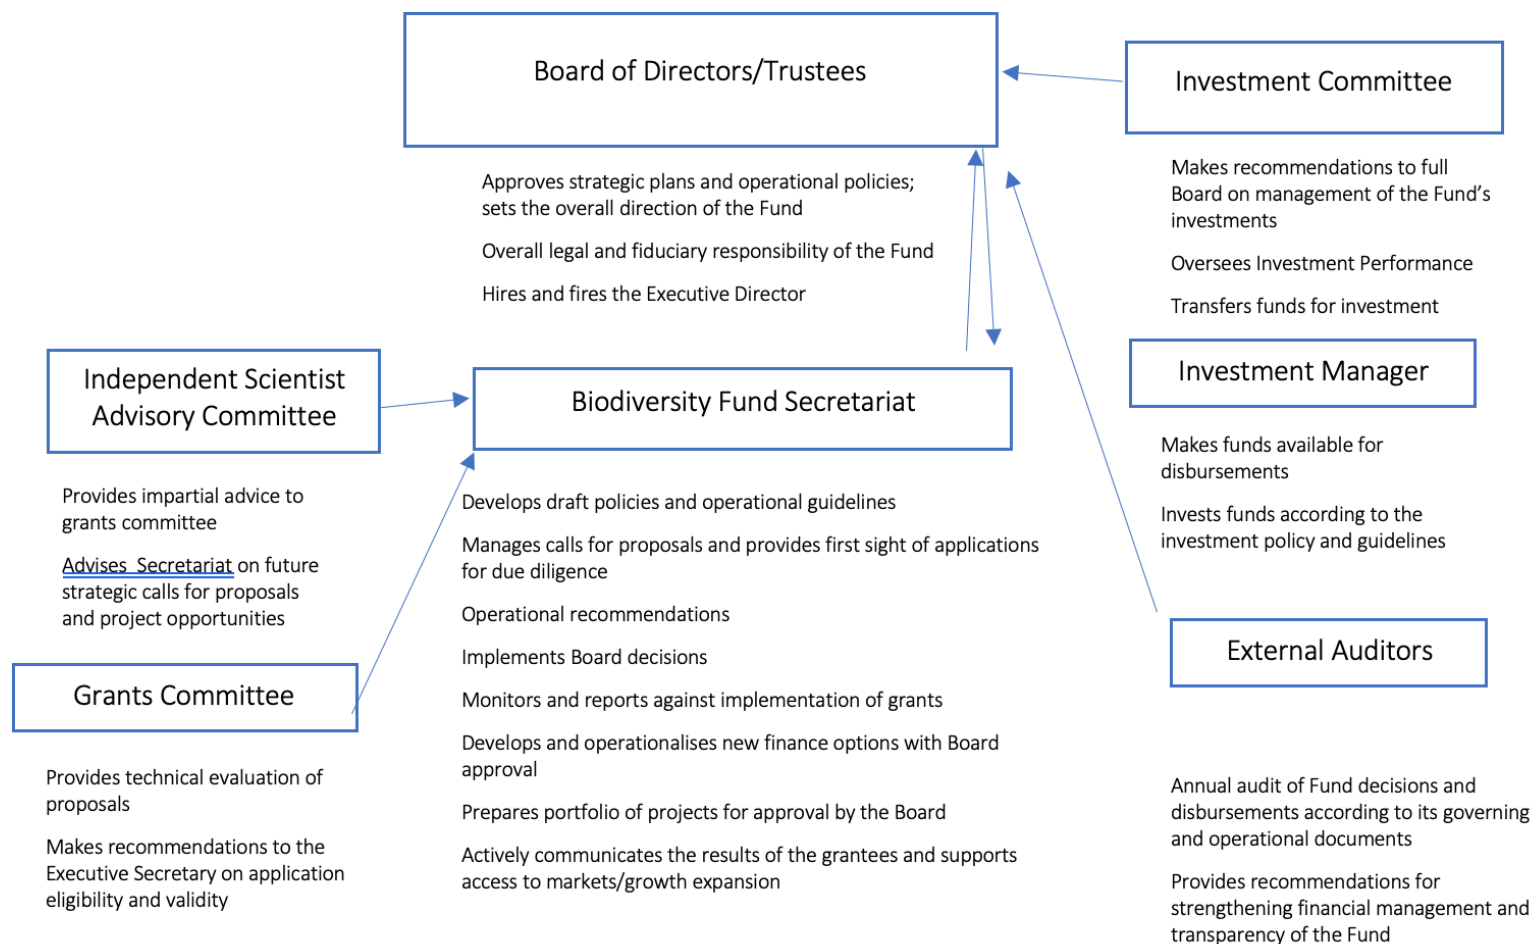 Board of Directors/Trustees
Approves strategic plans and operational policies;
sets the overall direction of the Fund
Overall legal and fiduciary responsibility of the Fund
Hires and fires the Executive Director
Investment Committee
Makes recommendations to full
Board on management of the Fund’s
investments
Oversees Investment Performance
Transfers funds for investment
Independent Scientist
Advisory Committee
Provides impartial advice to
grants committee
Advises  Secretariat on future
strategic calls for proposals
and project opportunities
Biodiversity Fund Secretariat
Develops draft policies and operational guidelines
Manages calls for proposals and provides first sight of applications
for due diligence
Operational recommendations
Implements Board decisions
Monitors and reports against implementation of grants
Develops and operationalises new finance options with Board
approval
Prepares portfolio of projects for approval by the Board
Actively communicates the results of the grantees and supports
access to markets/growth expansion
Investment Manager
Makes funds available for
disbursements
Invests funds according to the
investment policy and guidelines
Grants Committee
Provides technical evaluation of
proposals
Makes recommendations to the
Executive Secretary on application
eligibility and validity
External Auditors
Annual audit of Fund decisions and
disbursements according to its governing
and operational documents
Provides recommendations for
strengthening financial management and
transparency of the Fund